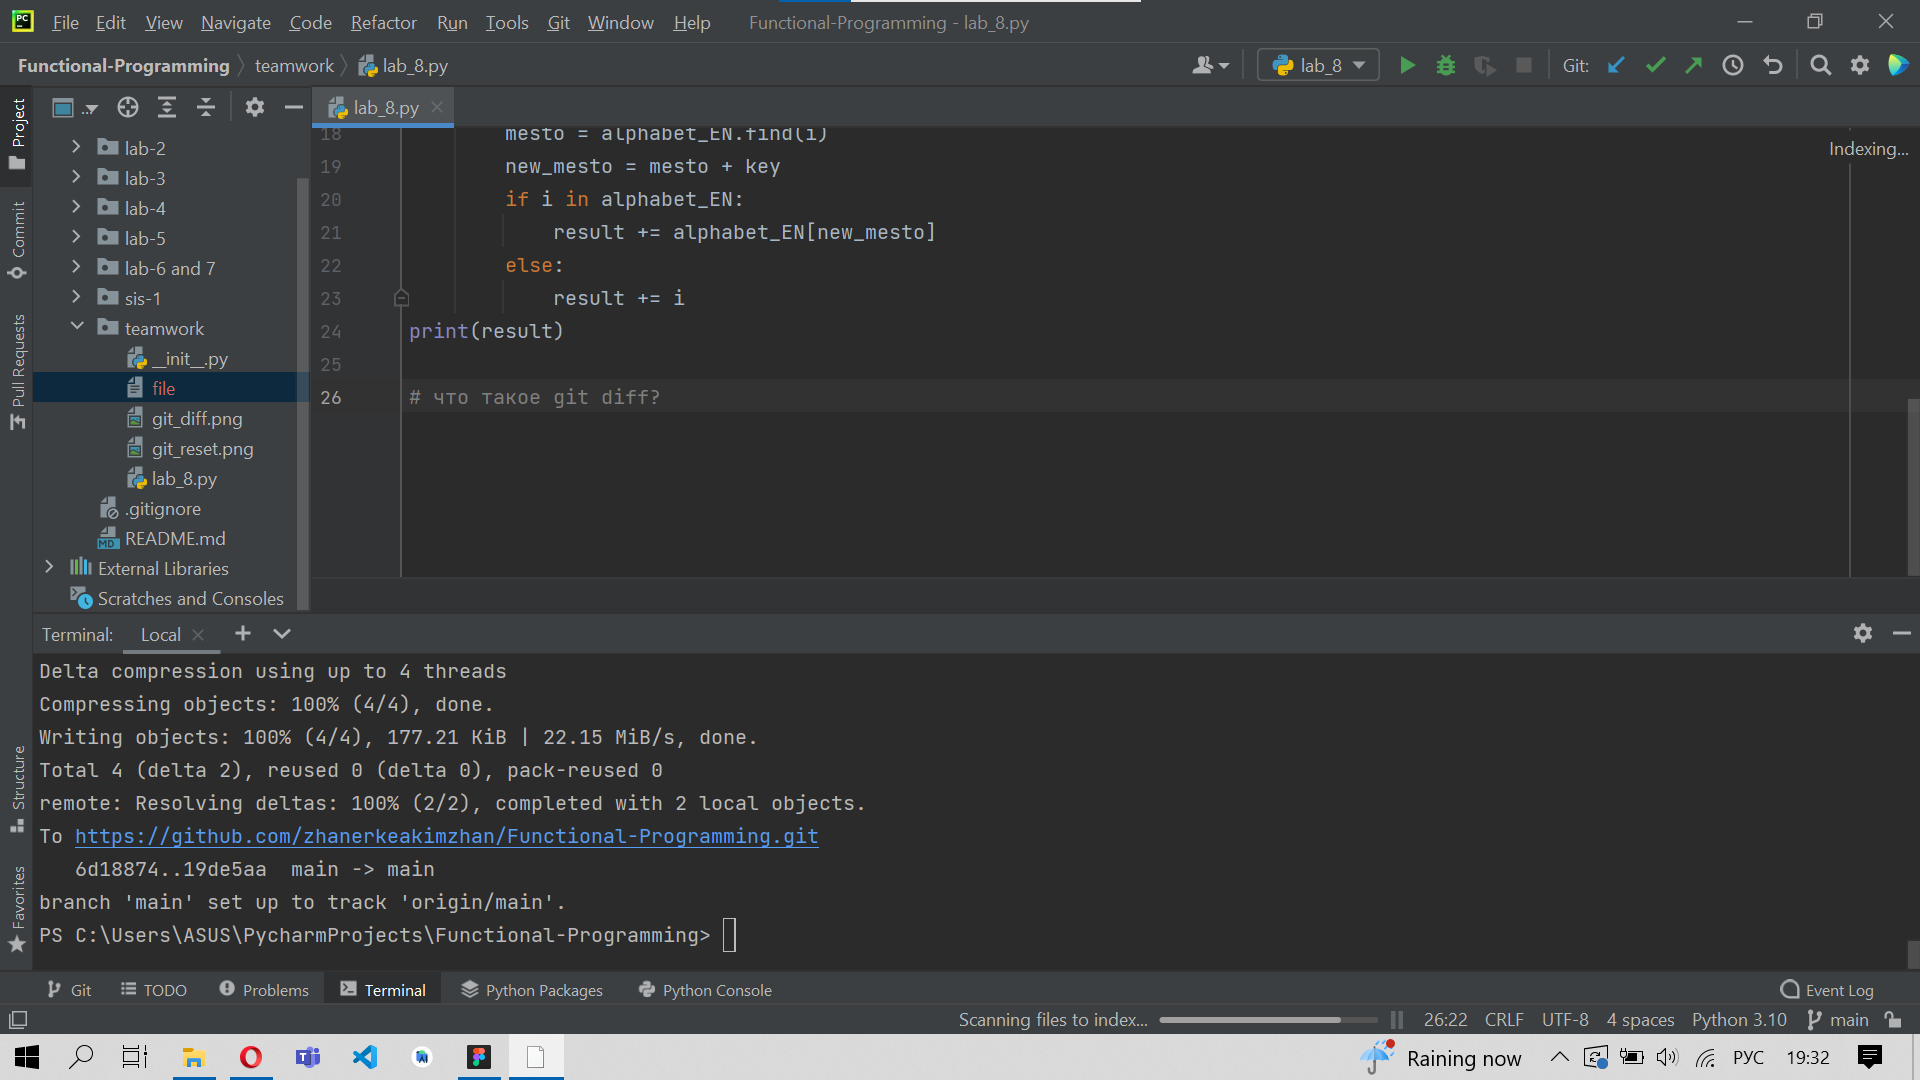 File Edit View Navigate Code Refactor Run Tools Git Window Help Functional-Programming - lab_8.py
Functional-Programming teamwork lab_8.py lab_8 Git:
Project
Commit
Pull Requests
Structure
Favorites
lab-2
lab-3
lab-4
lab-5
lab-6 and 7
sis-1
teamwork
__init__.py
file
git_diff.png
git_reset.png
lab_8.py
.gitignore
README.md
External Libraries
Scratches and Consoles
lab_8.py
Indexing...
18 mesto = alphabet_EN.find(i)
19 new_mesto = mesto + key
20 if i in alphabet_EN:
21 result += alphabet_EN[new_mesto]
22 else:
23 result += i
24 print(result)
25
26 # что такое git diff?
Terminal: Local
Delta compression using up to 4 threads
Compressing objects: 100% (4/4), done.
Writing objects: 100% (4/4), 177.21 KiB | 22.15 MiB/s, done.
Total 4 (delta 2), reused 0 (delta 0), pack-reused 0
remote: Resolving deltas: 100% (2/2), completed with 2 local objects.
To https://github.com/zhanerkeakimzhan/Functional-Programming.git
6d18874..19de5aa main -> main
branch 'main' set up to track 'origin/main'.
PS C:\Users\ASUS\PycharmProjects\Functional-Programming>
Git TODO Problems Terminal Python Packages Python Console Event Log
Scanning files to index... 26:22 CRLF UTF-8 4 spaces Python 3.10 main
Raining now РУС 19:32